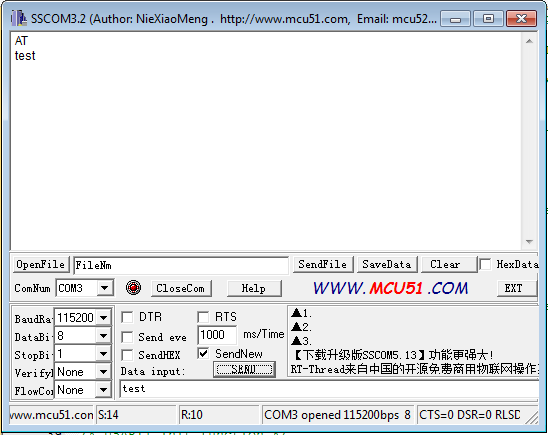 SSCOM3.2 (Author: NieXiaoMeng . http://www.mcu51.com, Email: mcu52...
AT
test
OpenFile FileNm SendFile SaveData Clear HexData
ComNum COM3 CloseCom Help WWW.MCU51.COM EXT
BaudRa 115200 DTR RTS
DataBi 8 Send eve 1000 ms/Time
StopBi 1 SendHEX SendNew
Verify None Data input: SEND
FlowCon None test
▲1.
▲2.
▲3.
【下载升级版SSCOM5.13】功能更强大!
RT-Thread来自中国的开源免费商用物联网操作
www.mcu51.con S:14 R:10 COM3 opened 115200bps 8 CTS=0 DSR=0 RLSD